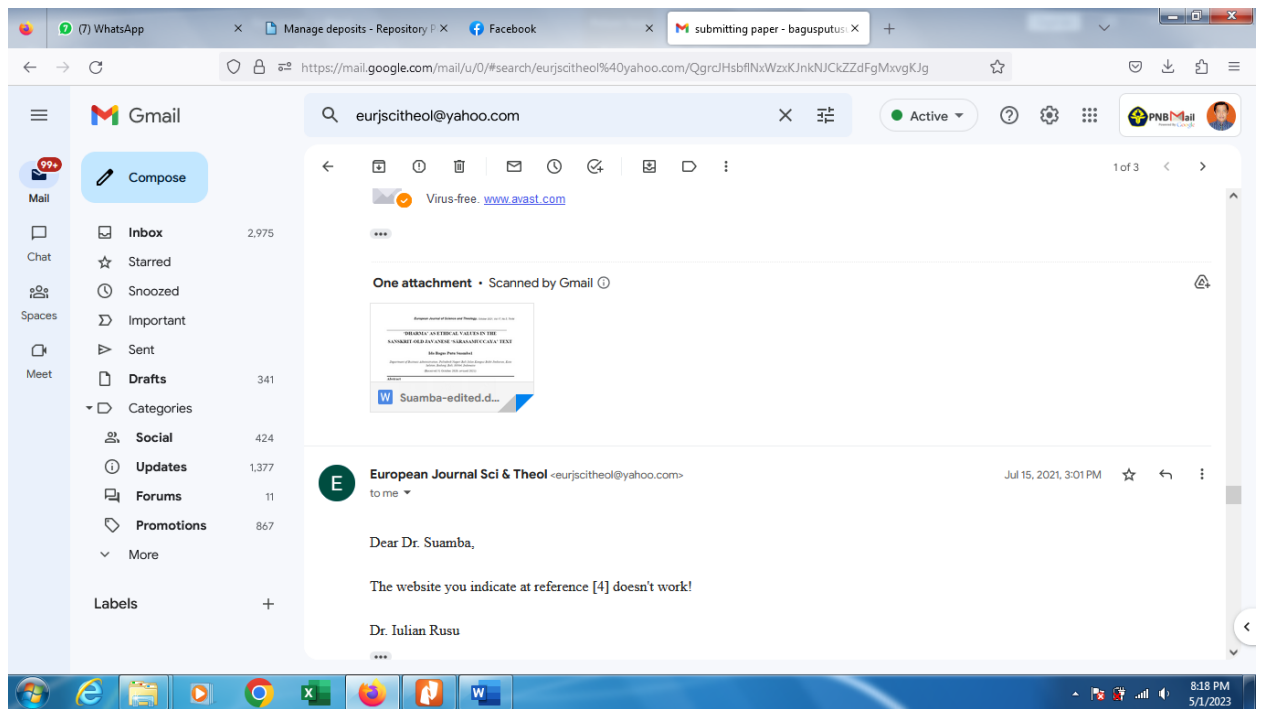 (7) WhatsApp
Manage deposits - Repository P
Facebook
submitting paper - bagusputusu
https://mail.google.com/mail/u/0/#search/eurjscitheol%40yahoo.com/QgrcJHsbflNxWzxKJnkNJCkZZdFgMxvgKJg
Gmail
eurjscitheol@yahoo.com
Active
PNBMail
99+
Mail
Chat
Spaces
Meet
Compose
Inbox 2,975
Starred
Snoozed
Important
Sent
Drafts 341
Categories
Social 424
Updates 1,377
Forums 11
Promotions 867
More
Labels
1 of 3
Virus-free. www.avast.com
One attachment • Scanned by Gmail
'DHARMA' AS ETHICAL VALUES IN THE
SANSKRIT-OLD JAVANESE 'SARASAMUCCAYA' TEXT
Ida Bagus Putu Suamba
Abstract
W Suamba-edited.d...
E
European Journal Sci & Theol <eurjscitheol@yahoo.com>
Jul 15, 2021, 3:01 PM
to me
Dear Dr. Suamba,
The website you indicate at reference [4] doesn't work!
Dr. Iulian Rusu
8:18 PM
5/1/2023